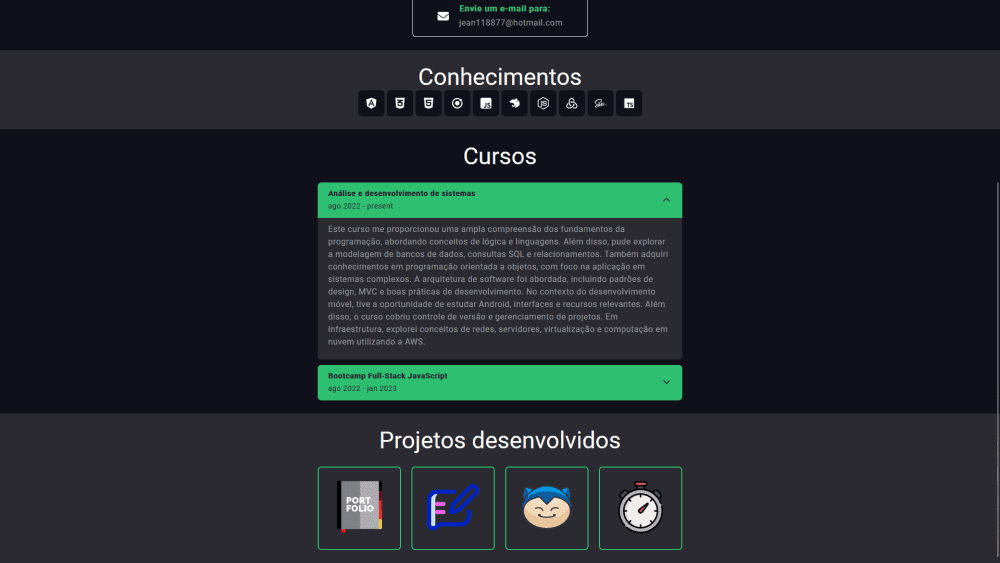 Envie um e-mail para:
jean118877@hotmail.com
Conhecimentos
JS
JS
Sass
TS
Cursos
Análise e desenvolvimento de sistemas
ago 2022 - present
Este curso me proporcionou uma ampla compreensão dos fundamentos da
programação, abordando conceitos de lógica e linguagens. Além disso, pude explorar
a modelagem de bancos de dados, consultas SQL e relacionamentos. Também adquiri
conhecimentos em programação orientada a objetos, com foco na aplicação em
sistemas complexos. A arquitetura de software foi abordada, incluindo padrões de
design, MVC e boas práticas de desenvolvimento. No contexto do desenvolvimento
móvel, tive a oportunidade de estudar Android, interfaces e recursos relevantes. Além
disso, o curso cobriu controle de versão e gerenciamento de projetos. Em
infraestrutura, explorei conceitos de redes, servidores, virtualização e computação em
nuvem utilizando a AWS.
Bootcamp Full-Stack JavaScript
ago 2022 - jan 2023
Projetos desenvolvidos
PORT
FOLIO